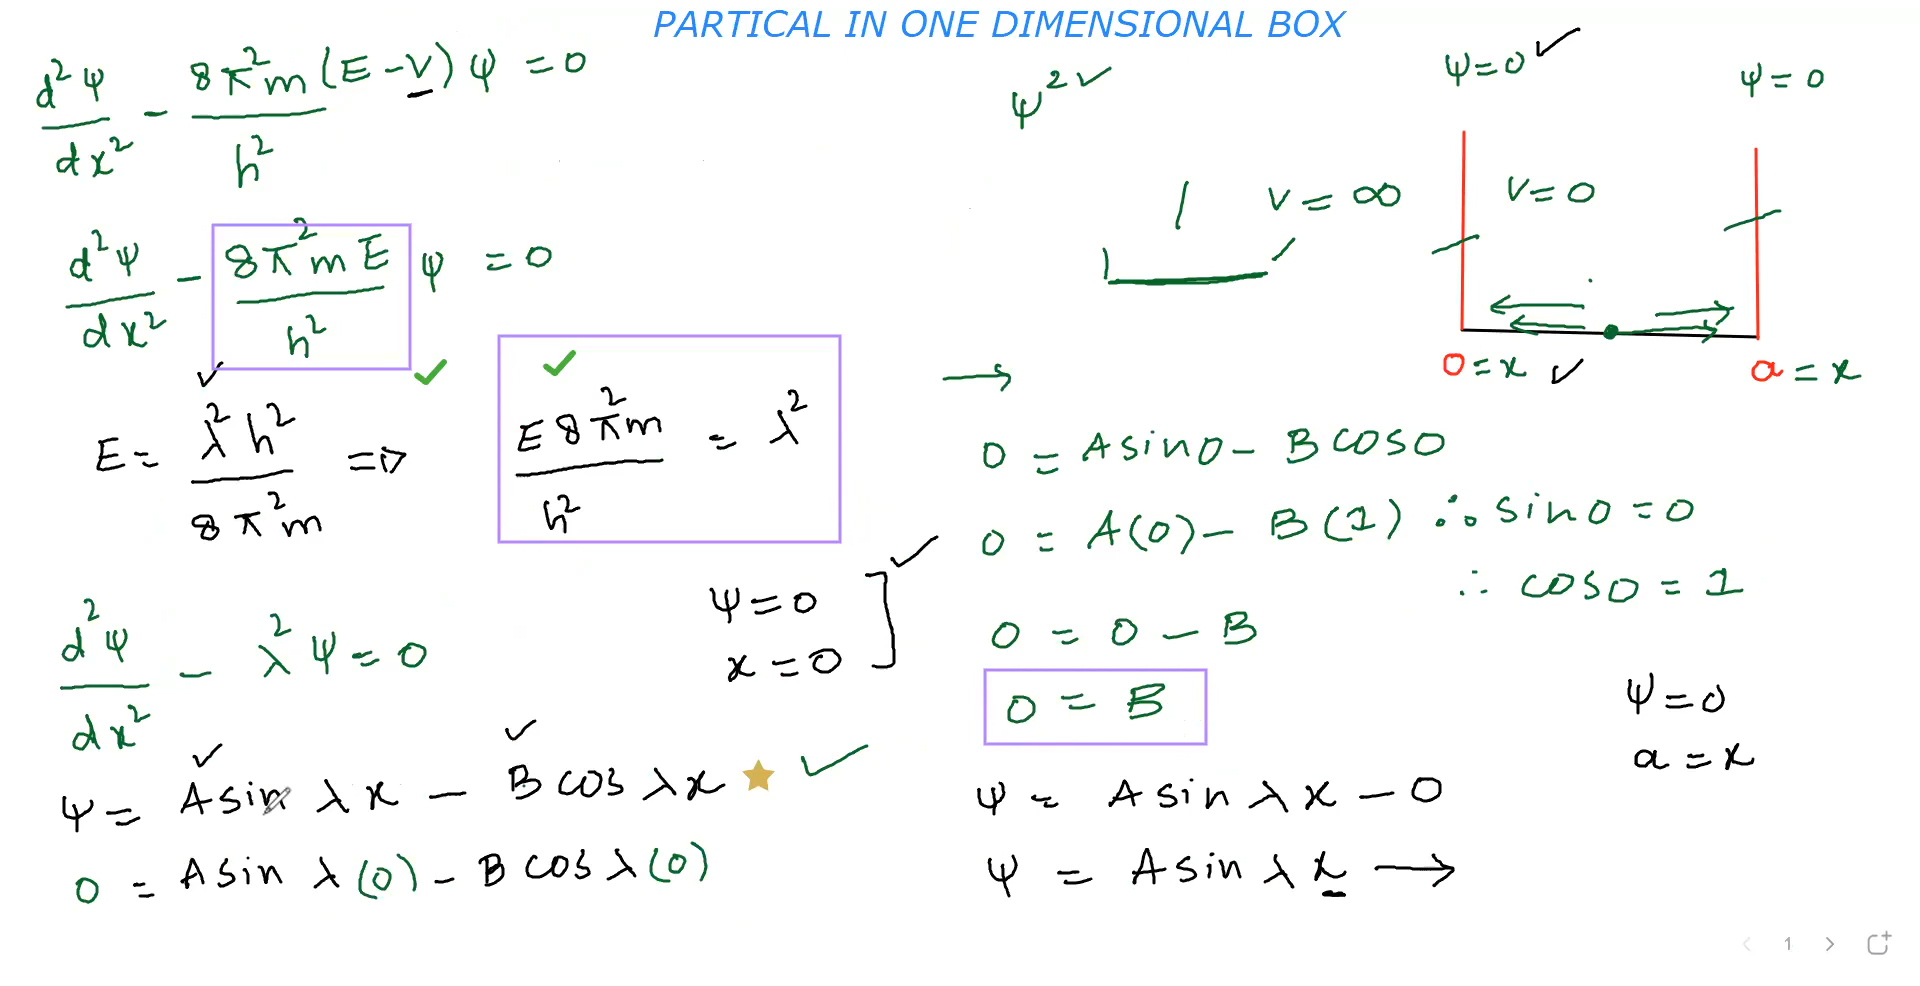 PARTICAL IN ONE DIMENSIONAL BOX
d²ψ/dx² - 8π²m/h² (E-V) ψ = 0
d²ψ/dx² - 8π²mE/h² ψ = 0
E = λ²h²/8π²m ⇒ E8π²m/h² = λ²
d²ψ/dx² - λ²ψ = 0
ψ = 0
x = 0
ψ = A sin λx - B cos λx
0 = A sin λ(0) - B cos λ(0)
ψ²
ψ=0
ψ=0
V = ∞
V=0
0 = x
a = x
→
0 = A sin0 - B cos0
0 = A(0) - B(1) ∴ sin0 = 0
∴ cos0 = 1
0 = 0 - B
0 = B
ψ = 0
a = x
ψ = A sin λx - 0
ψ = A sin λx →
1